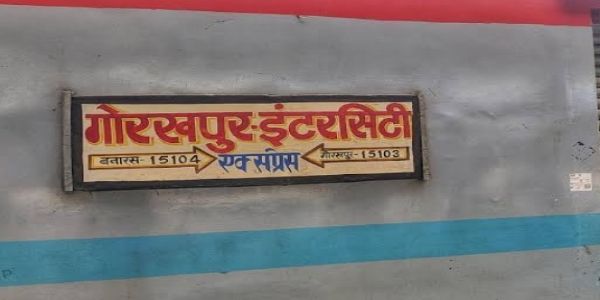 गोरखपुर-इंटरसिटी
बनारस-15104 एक्सप्रेस गोरखपुर-15103